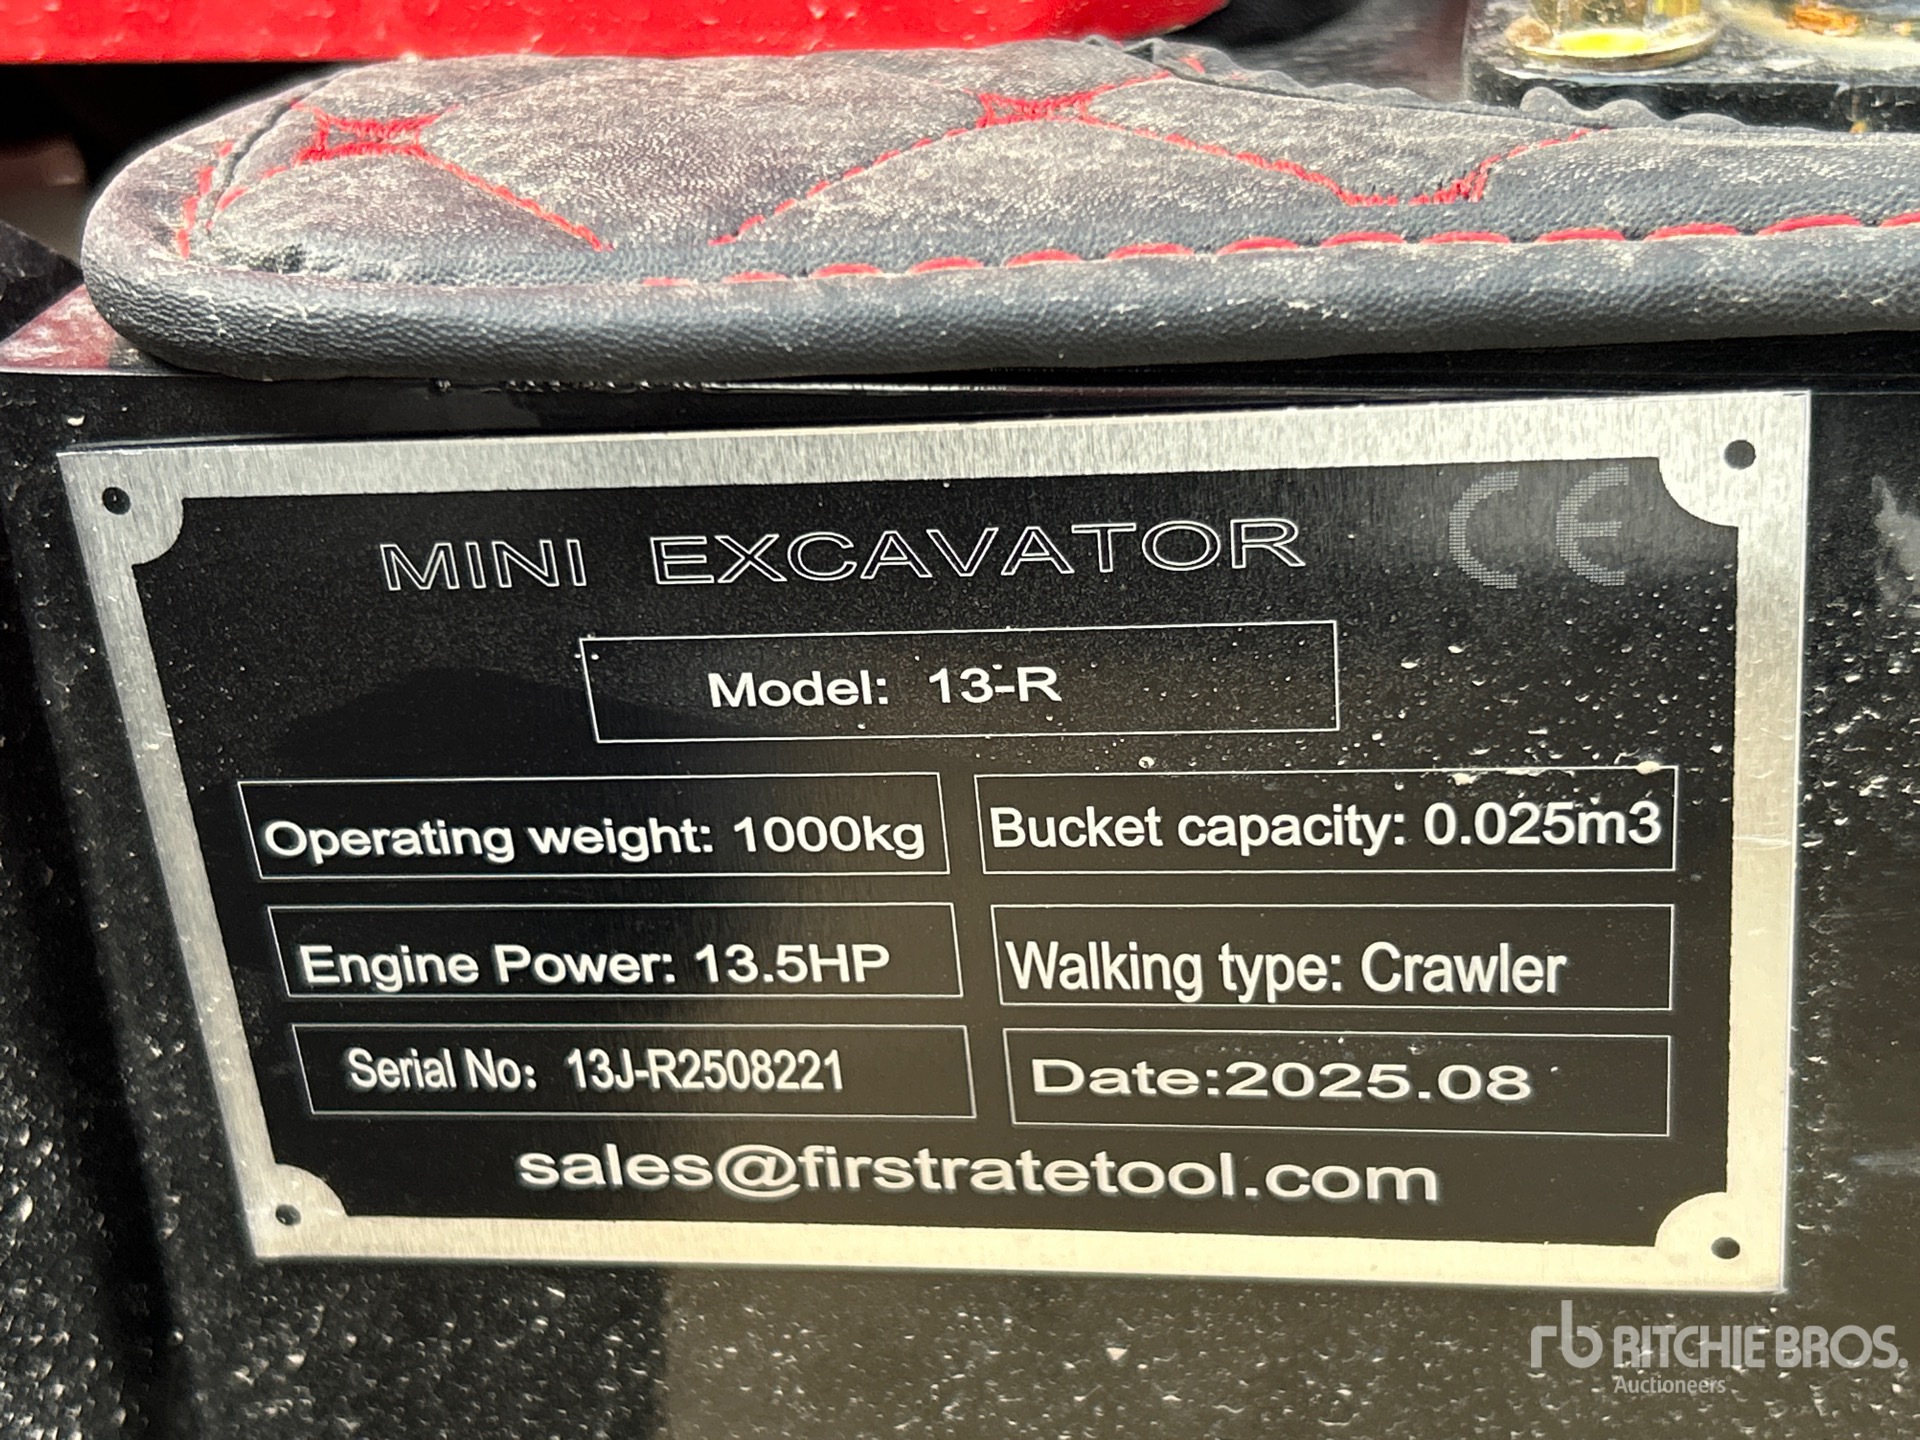 MINI EXCAVATOR CE
Model: 13-R
Operating weight: 1000kg
Bucket capacity: 0.025m3
Engine Power: 13.5HP
Walking type: Crawler
Serial No: 13J-R2508221
Date:2025.08
sales@firstratetool.com
rb RITCHIE BROS.
Auctioneers